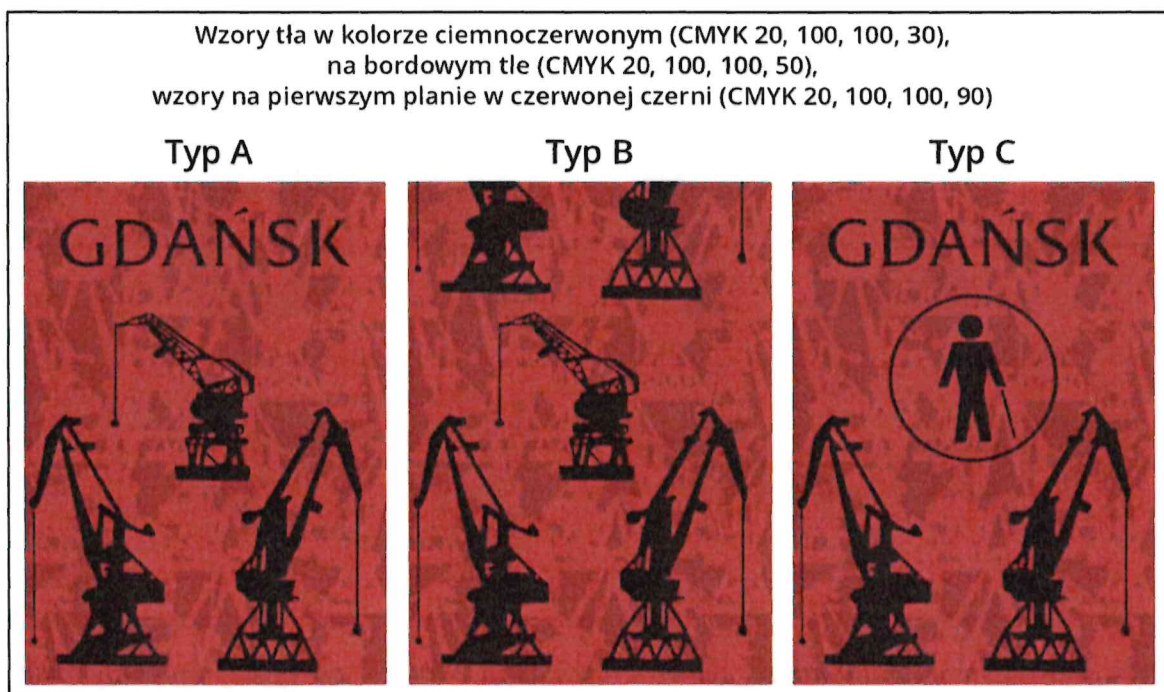 Wzory tła w kolorze ciemnoczerwonym (CMYK 20, 100, 100, 30),
na bordowym tle (CMYK 20, 100, 100, 50),
wzory na pierwszym planie w czerwonej czerni (CMYK 20, 100, 100, 90)
Typ A
Typ B
Typ C
GDAŃSK
GDAŃSK